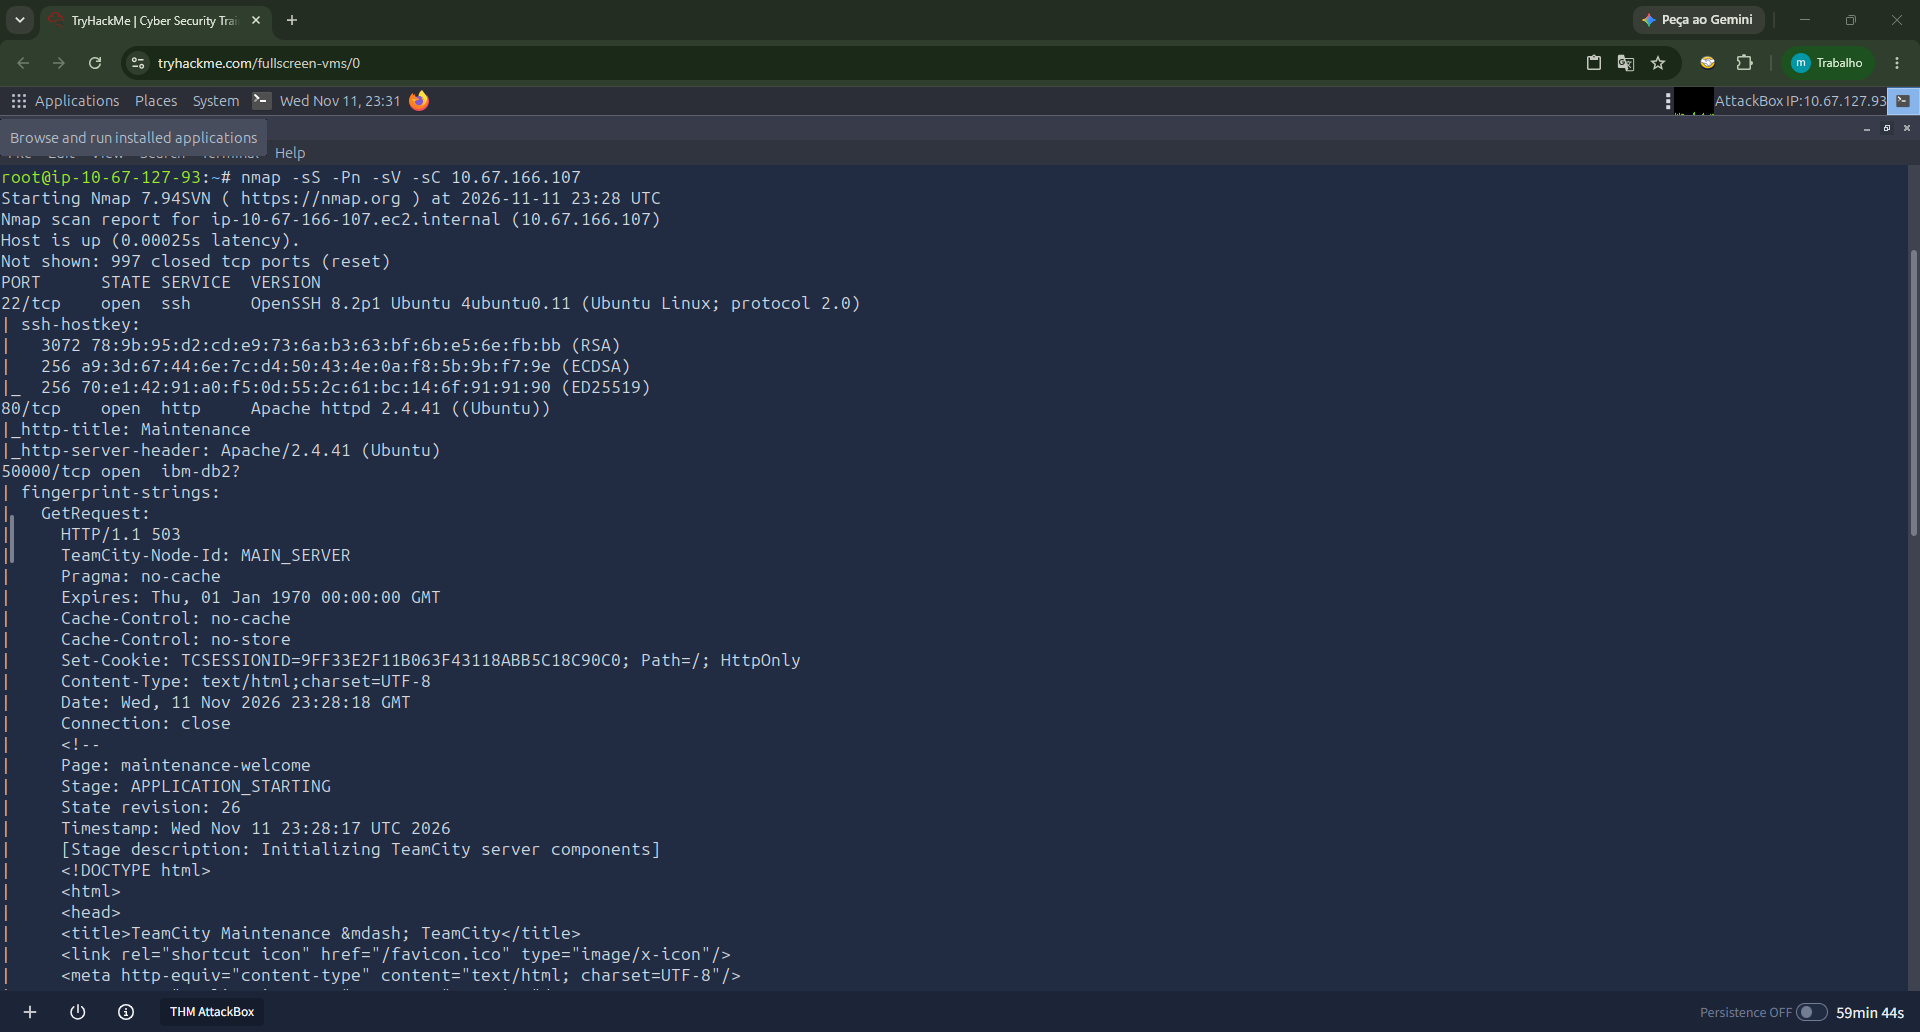 TryHackMe | Cyber Security Trai
Peça ao Gemini
tryhackme.com/fullscreen-vms/0
m Trabalho
Applications Places System Wed Nov 11, 23:31 AttackBox IP:10.67.127.93
Browse and run installed applications
Help
root@ip-10-67-127-93:~# nmap -sS -Pn -sV -sC 10.67.166.107
Starting Nmap 7.94SVN ( https://nmap.org ) at 2026-11-11 23:28 UTC
Nmap scan report for ip-10-67-166-107.ec2.internal (10.67.166.107)
Host is up (0.00025s latency).
Not shown: 997 closed tcp ports (reset)
PORT      STATE SERVICE  VERSION
22/tcp    open  ssh      OpenSSH 8.2p1 Ubuntu 4ubuntu0.11 (Ubuntu Linux; protocol 2.0)
| ssh-hostkey:
|   3072 78:9b:95:d2:cd:e9:73:6a:b3:63:bf:6b:e5:6e:fb:bb (RSA)
|   256 a9:3d:67:44:6e:7c:d4:50:43:4e:0a:f8:5b:9b:f7:9e (ECDSA)
|_  256 70:e1:42:91:a0:f5:0d:55:2c:61:bc:14:6f:91:91:90 (ED25519)
80/tcp    open  http     Apache httpd 2.4.41 ((Ubuntu))
|_http-title: Maintenance
|_http-server-header: Apache/2.4.41 (Ubuntu)
50000/tcp open  ibm-db2?
| fingerprint-strings:
|   GetRequest:
|     HTTP/1.1 503
|     TeamCity-Node-Id: MAIN_SERVER
|     Pragma: no-cache
|     Expires: Thu, 01 Jan 1970 00:00:00 GMT
|     Cache-Control: no-cache
|     Cache-Control: no-store
|     Set-Cookie: TCSESSIONID=9FF33E2F11B063F43118ABB5C18C90C0; Path=/; HttpOnly
|     Content-Type: text/html;charset=UTF-8
|     Date: Wed, 11 Nov 2026 23:28:18 GMT
|     Connection: close
|     <!--
|     Page: maintenance-welcome
|     Stage: APPLICATION_STARTING
|     State revision: 26
|     Timestamp: Wed Nov 11 23:28:17 UTC 2026
|     [Stage description: Initializing TeamCity server components]
|     <!DOCTYPE html>
|     <html>
|     <head>
|     <title>TeamCity Maintenance &mdash; TeamCity</title>
|     <link rel="shortcut icon" href="/favicon.ico" type="image/x-icon"/>
|     <meta http-equiv="content-type" content="text/html; charset=UTF-8"/>
THM AttackBox
Persistence OFF 59min 44s